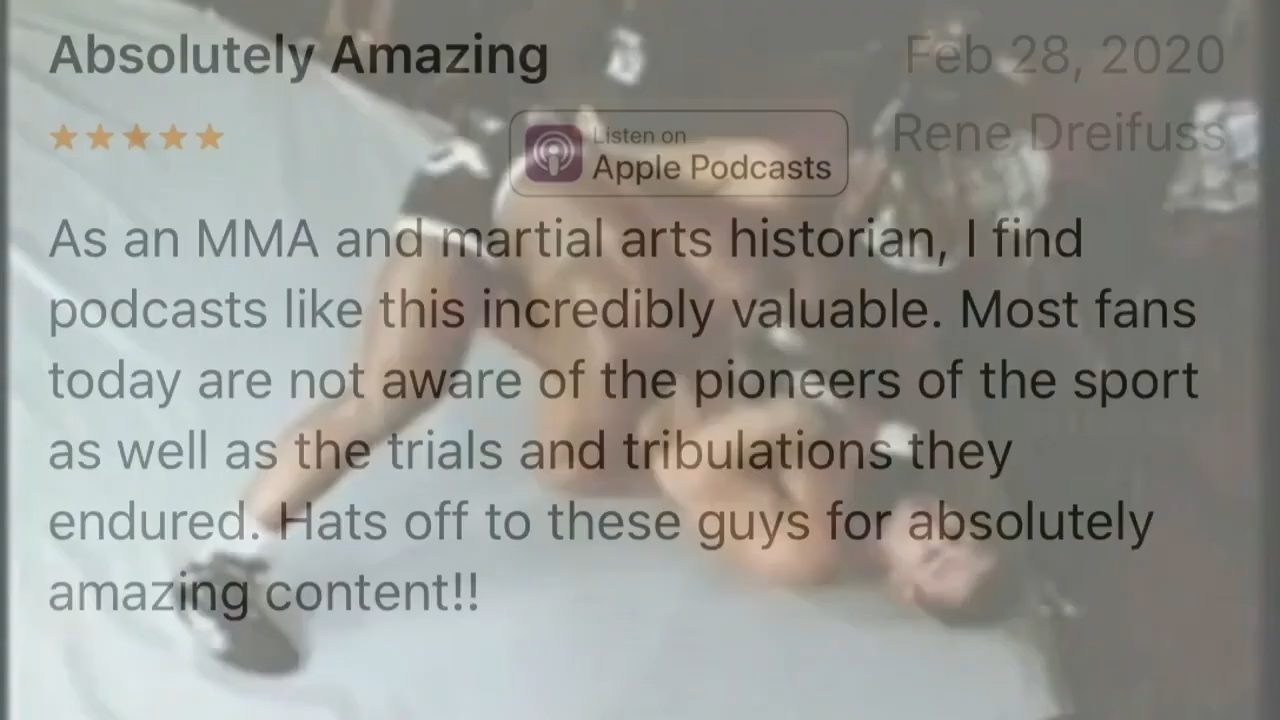 Absolutely Amazing
Feb 28, 2020
Listen on
Apple Podcasts
Rene Dreifuss
As an MMA and martial arts historian, I find
podcasts like this incredibly valuable. Most fans
today are not aware of the pioneers of the sport
as well as the trials and tribulations they
endured. Hats off to these guys for absolutely
amazing content!!